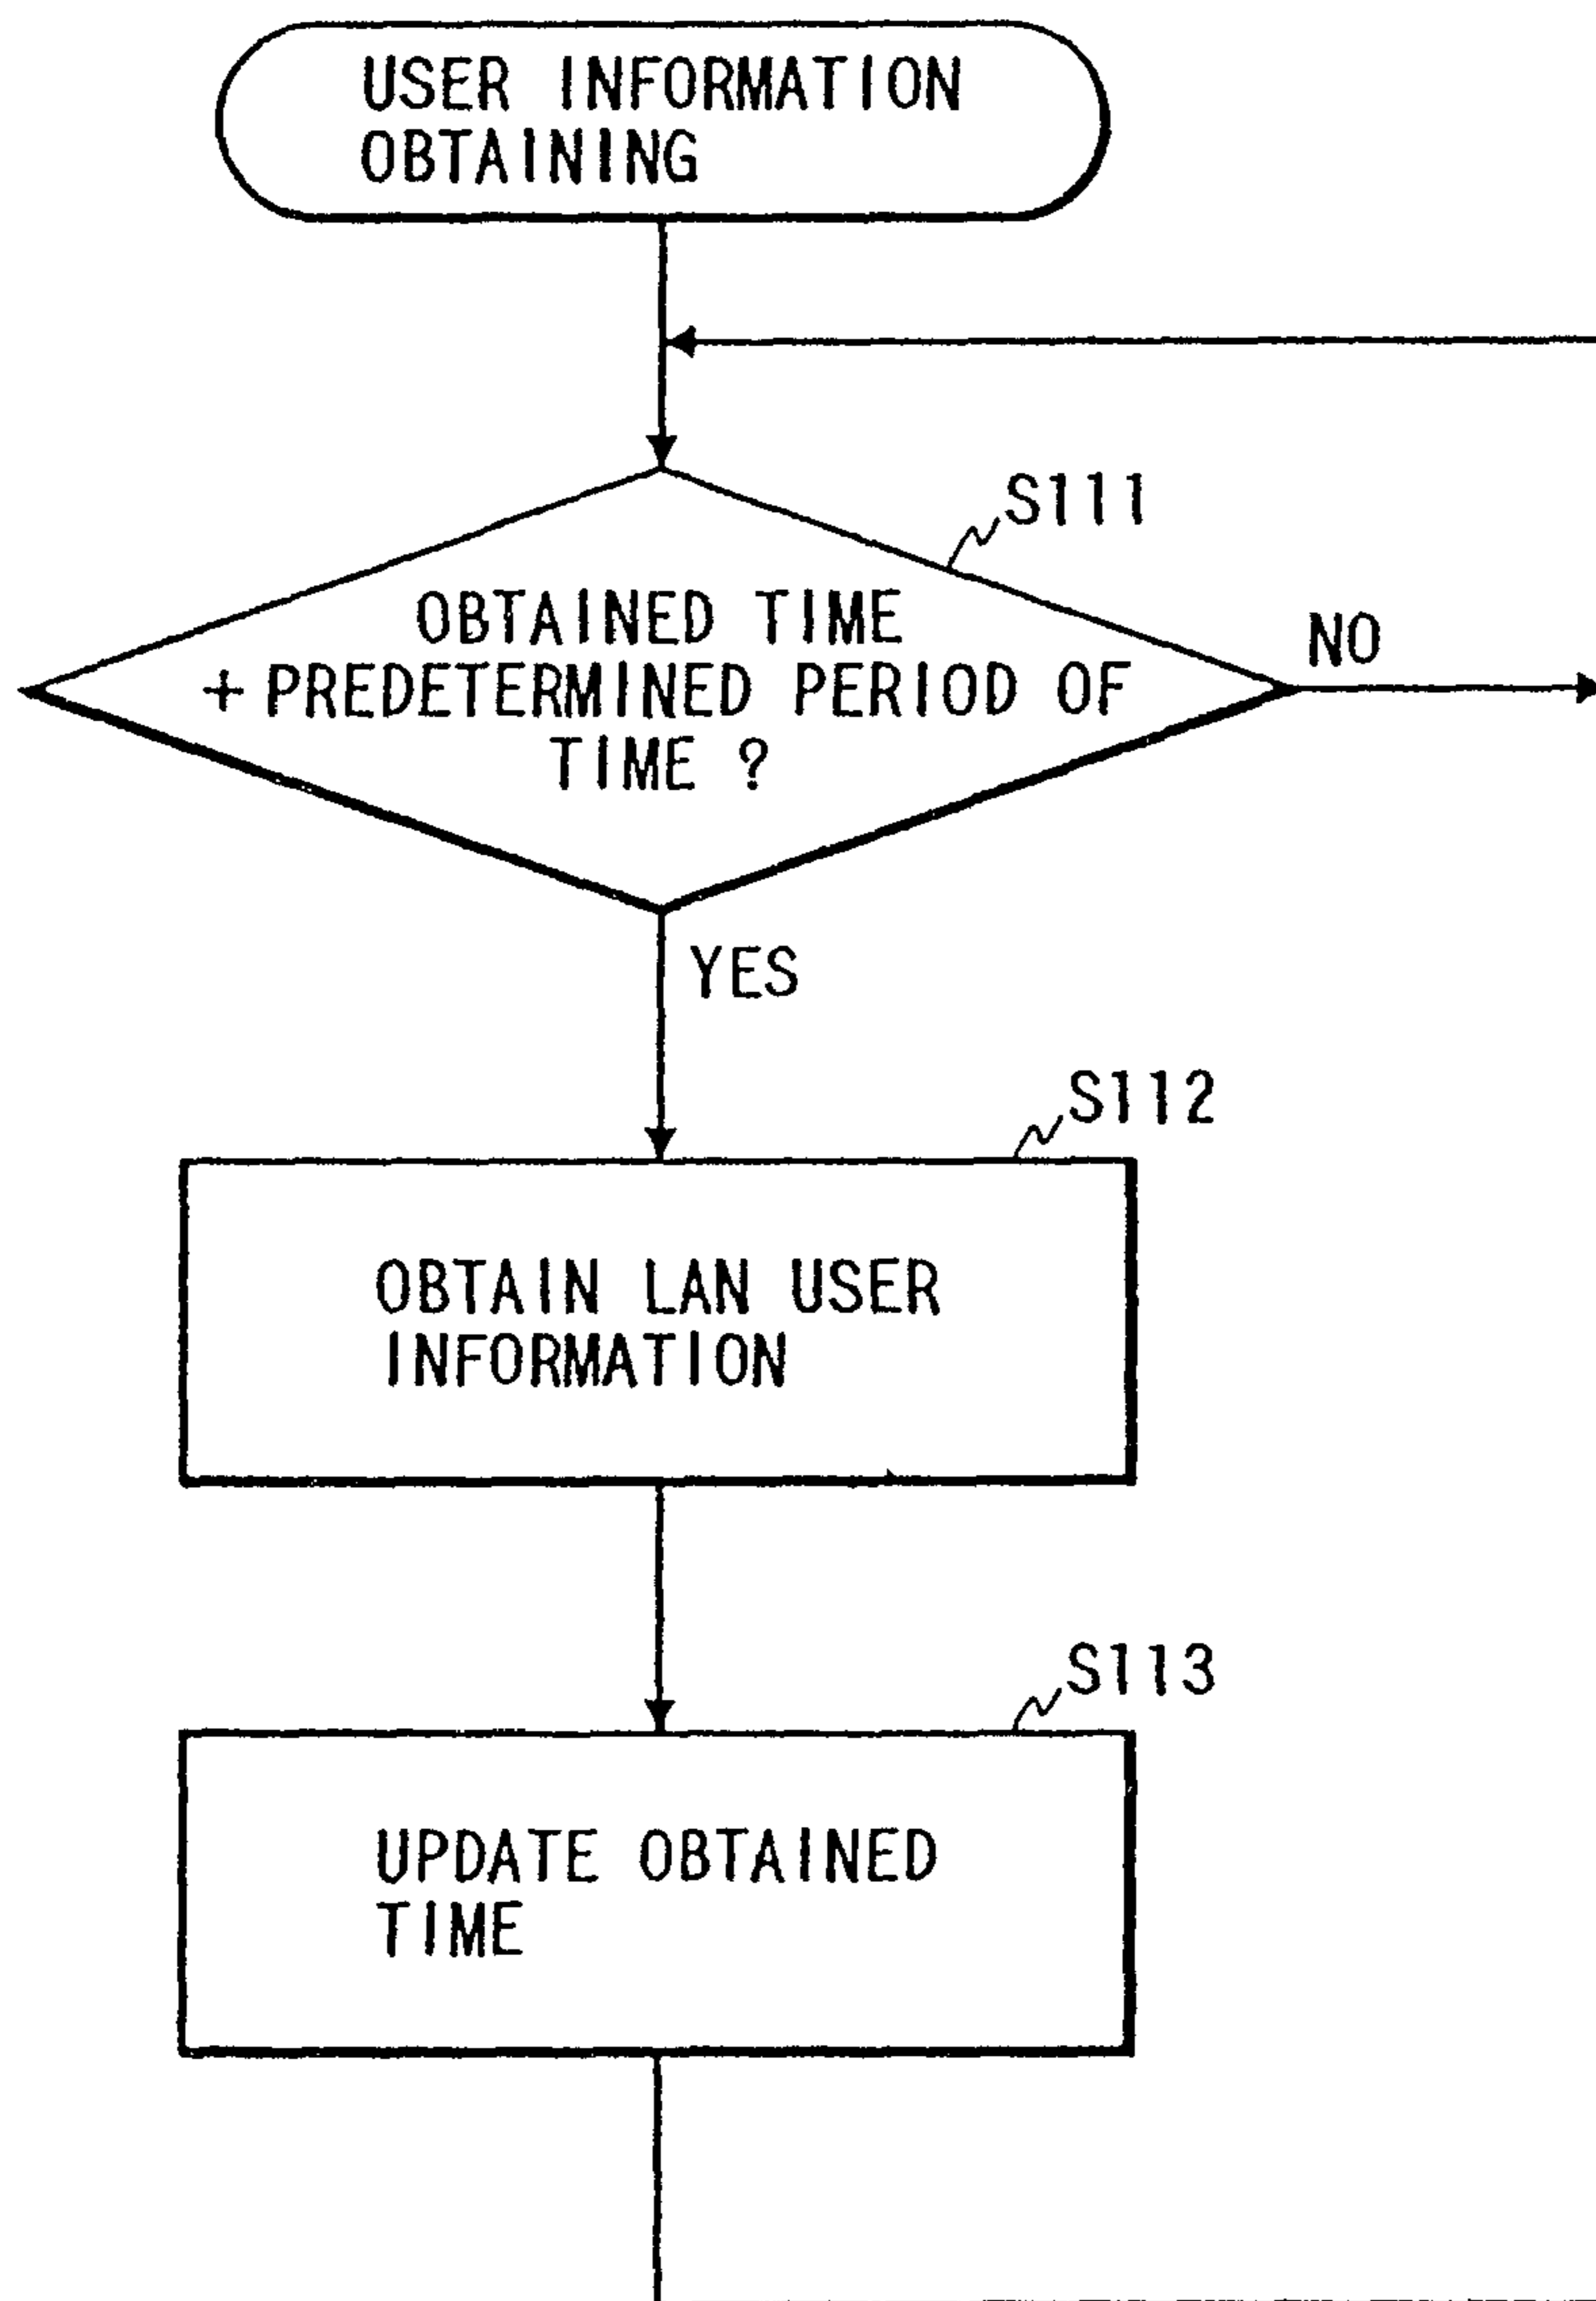 USER INFORMATION
OBTAINING
S111
OBTAINED TIME
+ PREDETERMINED PERIOD OF
TIME ?
NO
YES
S112
OBTAIN LAN USER
INFORMATION
S113
UPDATE OBTAINED
TIME